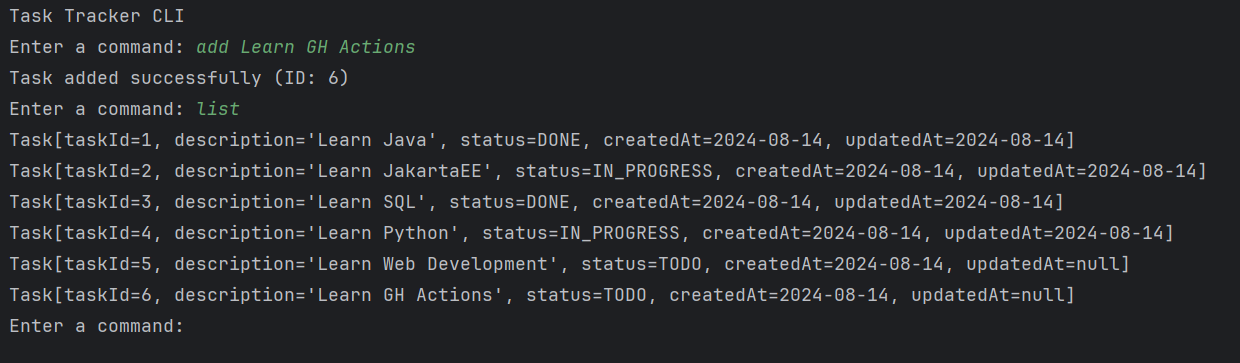 Task Tracker CLI
Enter a command: add Learn GH Actions
Task added successfully (ID: 6)
Enter a command: list
Task[taskId=1, description='Learn Java', status=DONE, createdAt=2024-08-14, updatedAt=2024-08-14]
Task[taskId=2, description='Learn JakartaEE', status=IN_PROGRESS, createdAt=2024-08-14, updatedAt=2024-08-14]
Task[taskId=3, description='Learn SQL', status=DONE, createdAt=2024-08-14, updatedAt=2024-08-14]
Task[taskId=4, description='Learn Python', status=IN_PROGRESS, createdAt=2024-08-14, updatedAt=2024-08-14]
Task[taskId=5, description='Learn Web Development', status=TODO, createdAt=2024-08-14, updatedAt=null]
Task[taskId=6, description='Learn GH Actions', status=TODO, createdAt=2024-08-14, updatedAt=null]
Enter a command: